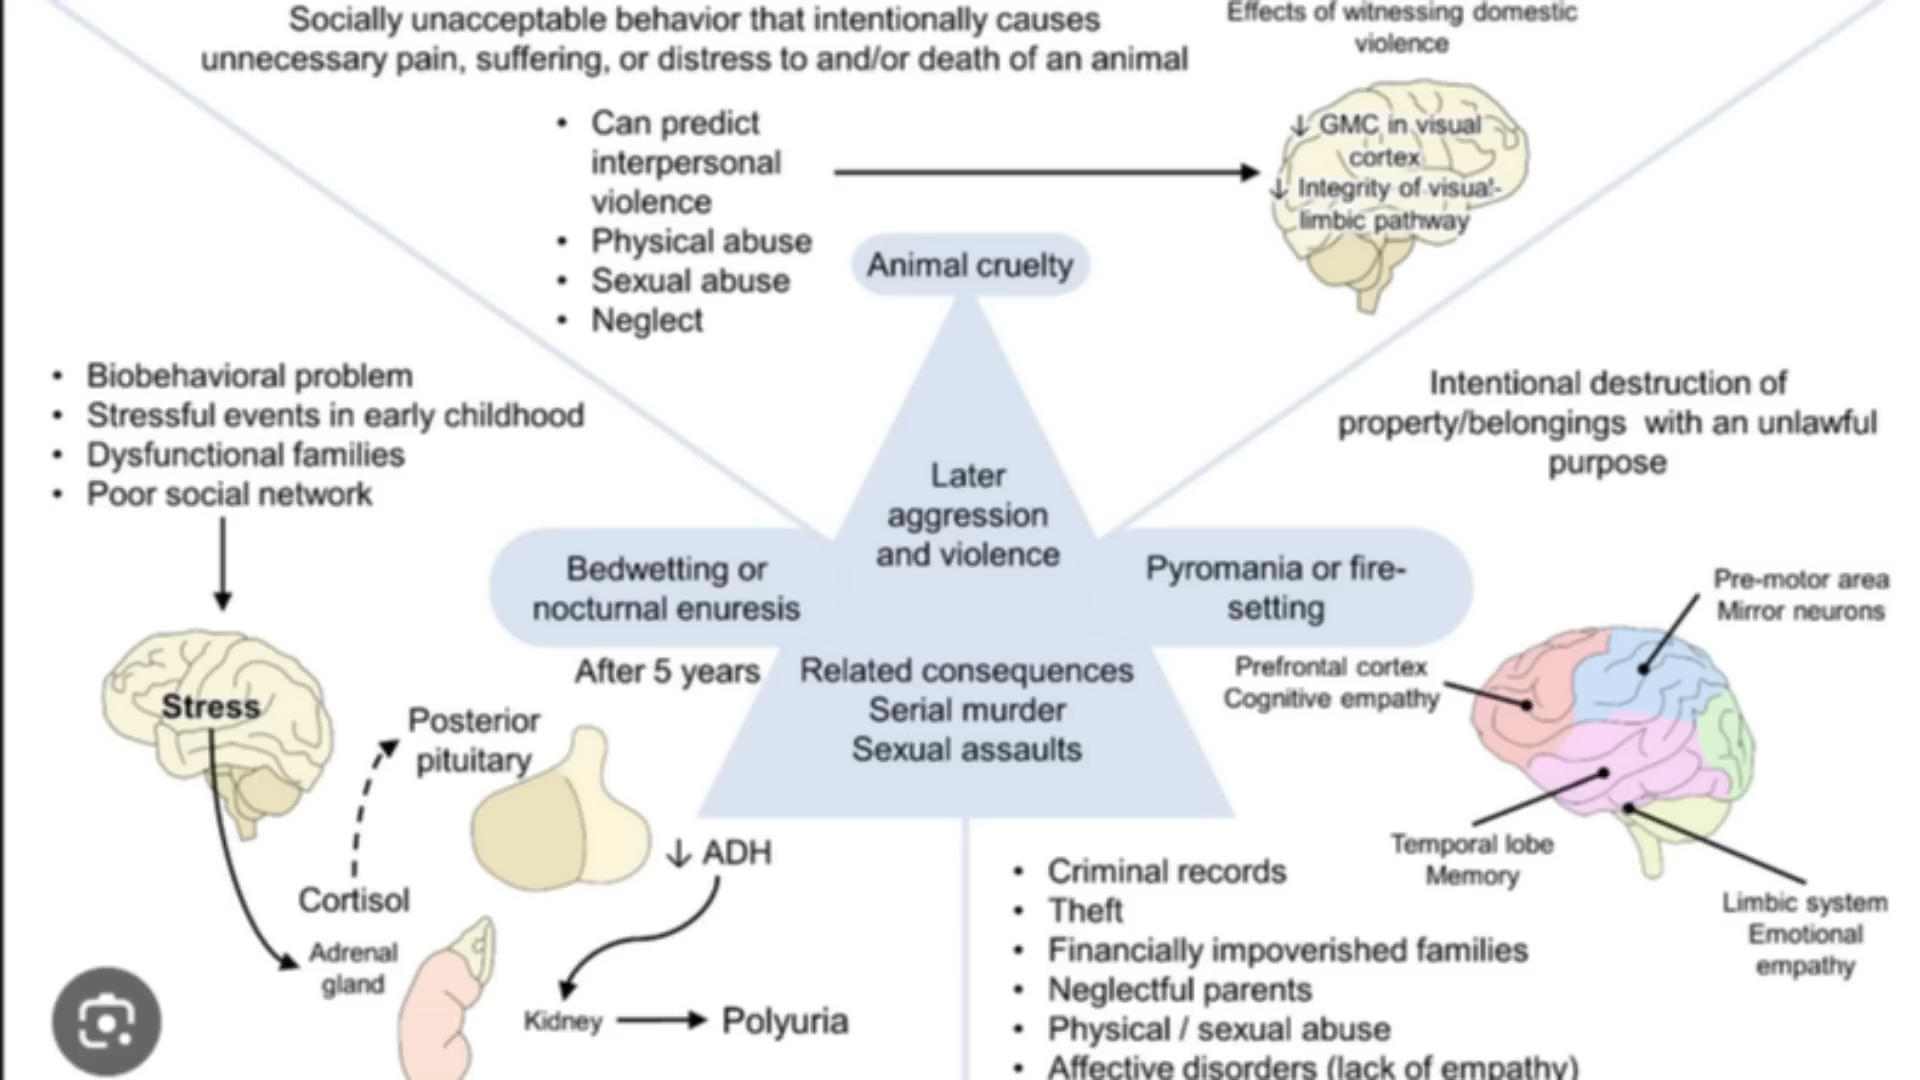 Socially unacceptable behavior that intentionally causes
unnecessary pain, suffering, or distress to and/or death of an animal
Effects of witnessing domestic
violence
• Can predict
interpersonal
violence
• Physical abuse
• Sexual abuse
• Neglect
↓ GMC in visual
cortex
↓ Integrity of visual-
limbic pathway
Animal cruelty
• Biobehavioral problem
• Stressful events in early childhood
• Dysfunctional families
• Poor social network
Intentional destruction of
property/belongings with an unlawful
purpose
Later
aggression
and violence
Bedwetting or
nocturnal enuresis
Pyromania or fire-
setting
After 5 years
Related consequences
Serial murder
Sexual assaults
Pre-motor area
Mirror neurons
Prefrontal cortex
Cognitive empathy
Stress
Posterior
pituitary
↓ ADH
Cortisol
Adrenal
gland
Kidney
Polyuria
Temporal lobe
Memory
Limbic system
Emotional
empathy
• Criminal records
• Theft
• Financially impoverished families
• Neglectful parents
• Physical / sexual abuse
• Affective disorders (lack of empathy)